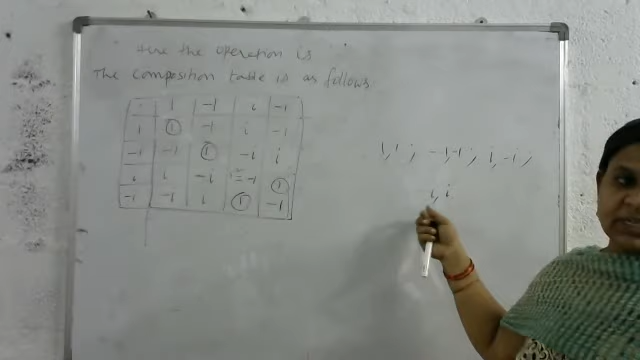 Here the operation is
The composition table is as follows.
. 1 -1 i -i
1 1 -1 i -i
-1 -1 1 -i i
i i -i i²=-1 1
-i -i i 1 -1
1,1 ; -1,-1 ; i,-i ;
-i,i